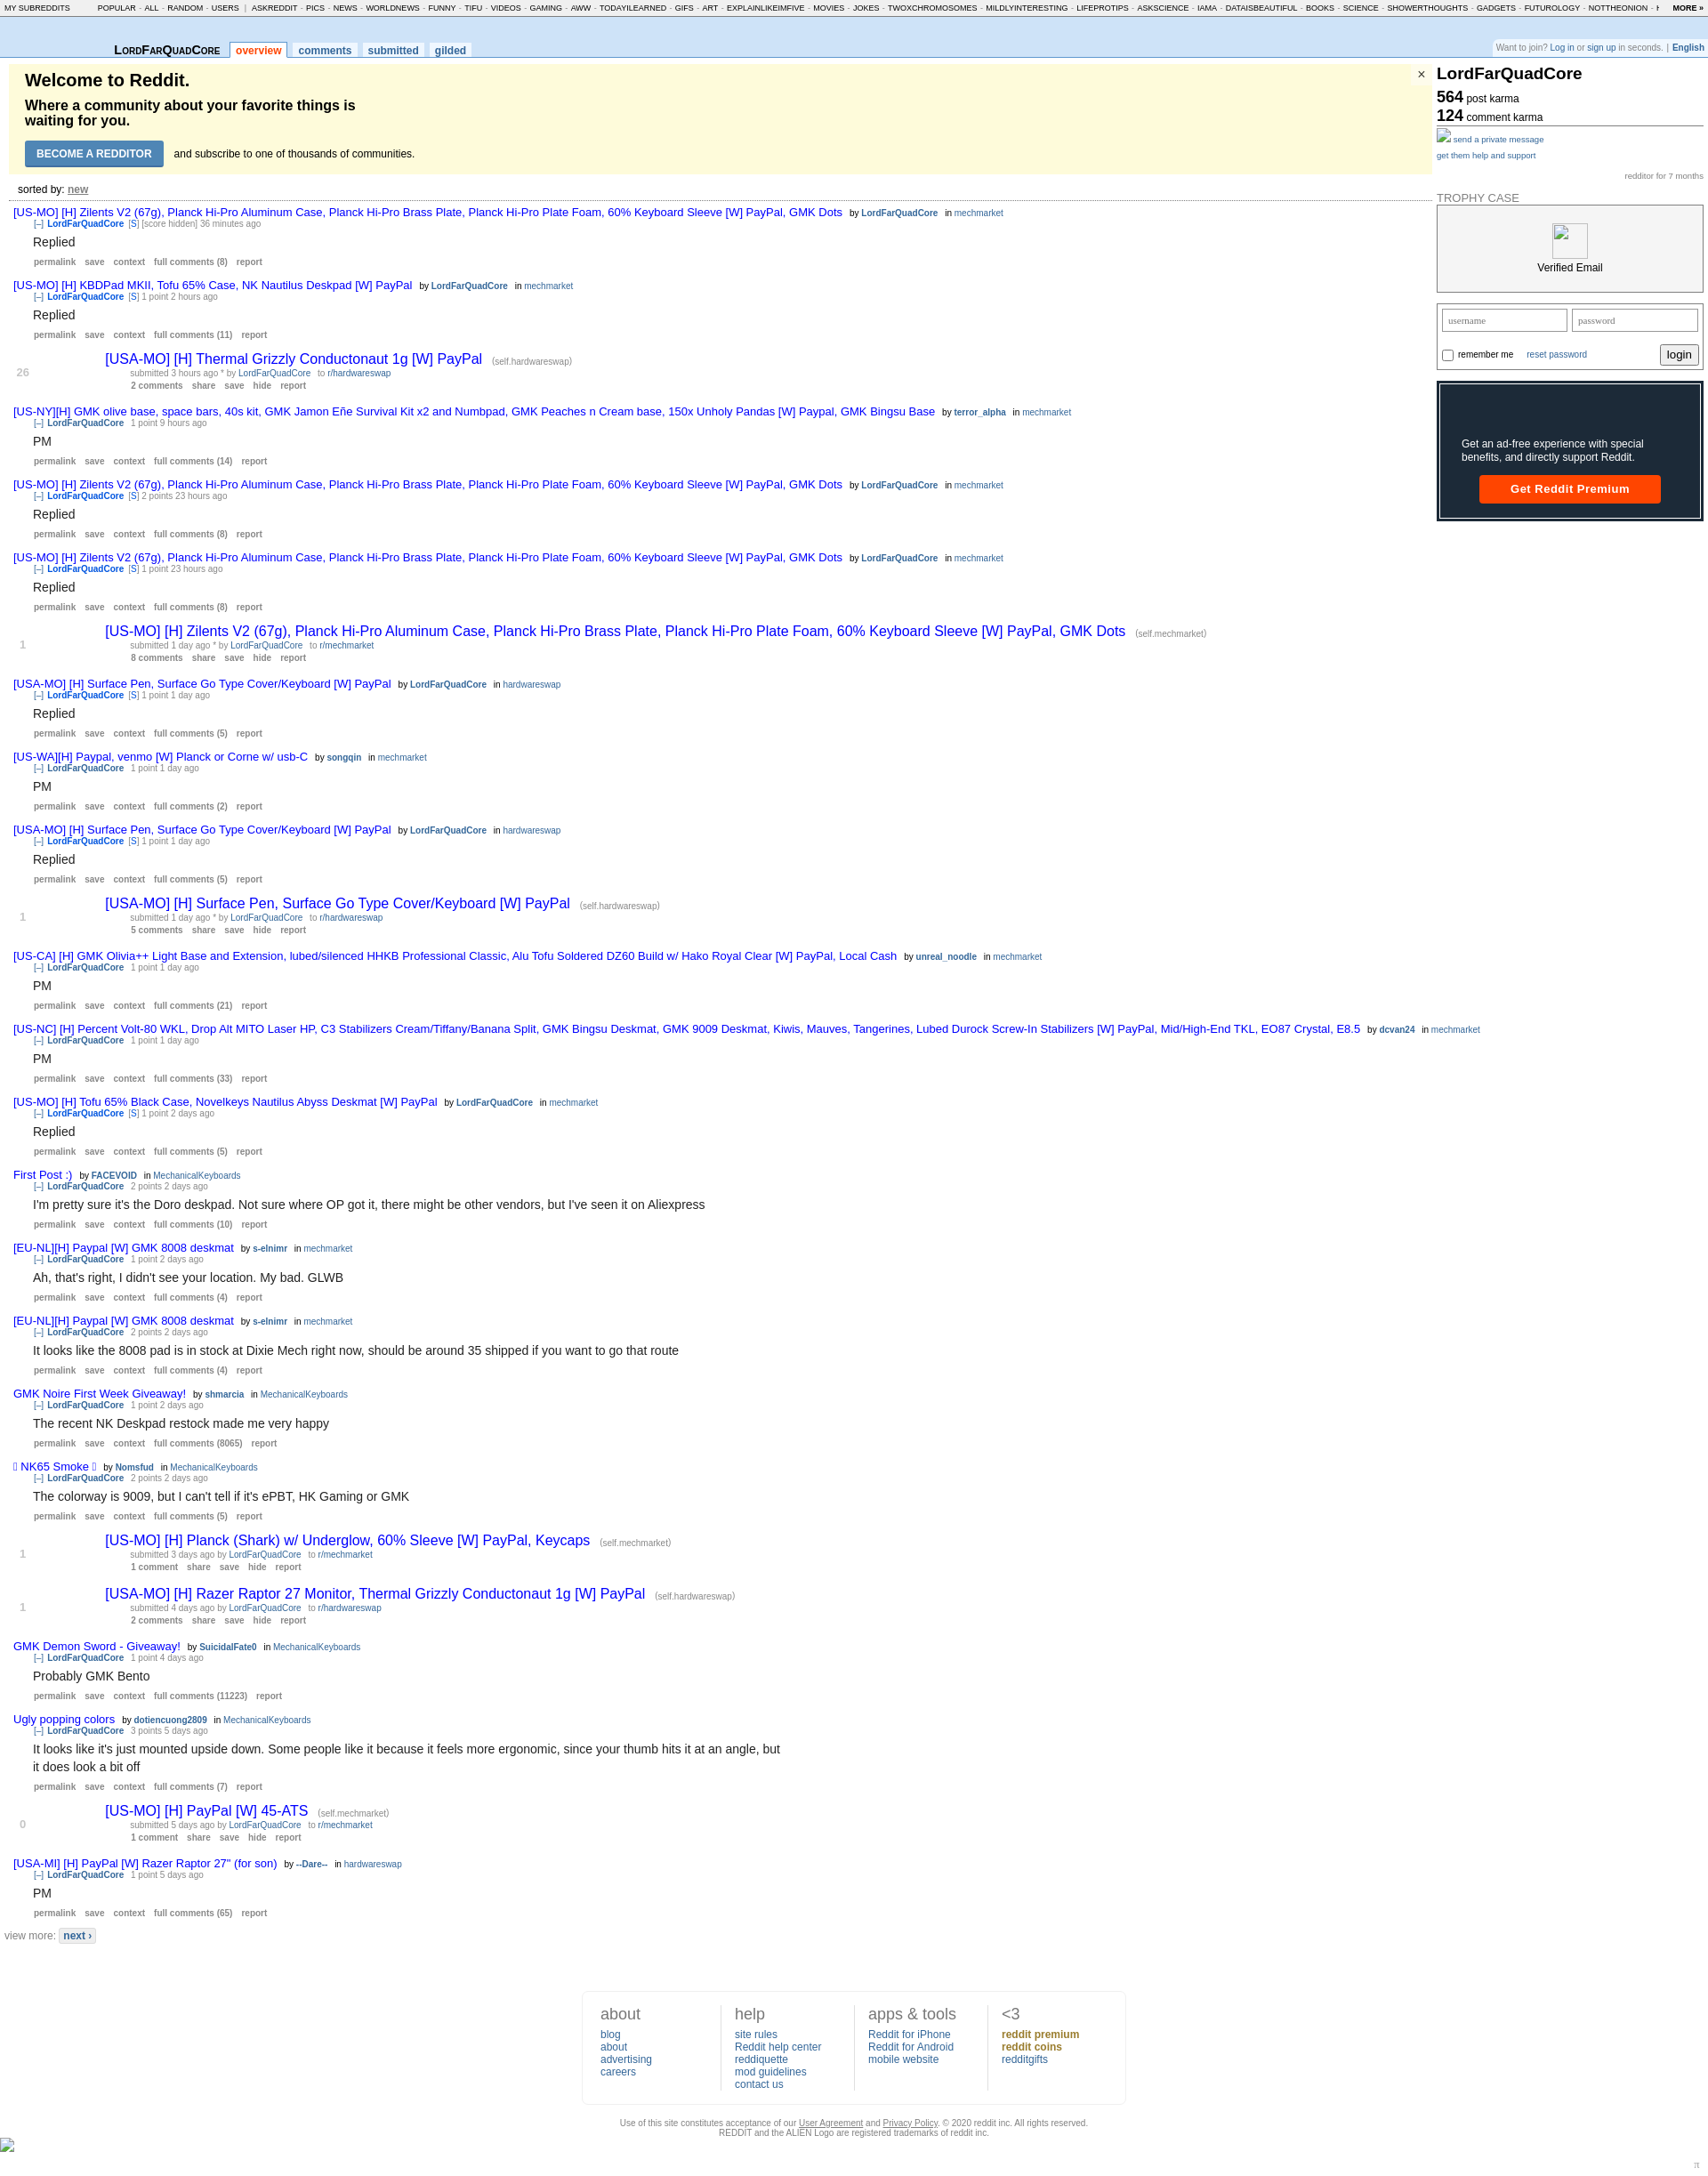 MY SUBREDDITS POPULAR - ALL - RANDOM - USERS | ASKREDDIT - PICS - NEWS - WORLDNEWS - FUNNY - TIFU - VIDEOS - GAMING - AWW - TODAYILEARNED - GIFS - ART - EXPLAINLIKEIMFIVE - MOVIES - JOKES - TWOXCHROMOSOMES - MILDLYINTERESTING - LIFEPROTIPS - ASKSCIENCE - IAMA - DATAISBEAUTIFUL - BOOKS - SCIENCE - SHOWERTHOUGHTS - GADGETS - FUTUROLOGY - NOTTHEONION - MORE »
LORDFARQUADCORE overview comments submitted gilded
Want to join? Log in or sign up in seconds. | English
Welcome to Reddit. ×
Where a community about your favorite things is
waiting for you.
BECOME A REDDITOR and subscribe to one of thousands of communities.
sorted by: new
[US-MO] [H] Zilents V2 (67g), Planck Hi-Pro Aluminum Case, Planck Hi-Pro Brass Plate, Planck Hi-Pro Plate Foam, 60% Keyboard Sleeve [W] PayPal, GMK Dots by LordFarQuadCore in mechmarket
[–] LordFarQuadCore [S] [score hidden] 36 minutes ago
Replied
permalink save context full comments (8) report
[US-MO] [H] KBDPad MKII, Tofu 65% Case, NK Nautilus Deskpad [W] PayPal by LordFarQuadCore in mechmarket
[–] LordFarQuadCore [S] 1 point 2 hours ago
Replied
permalink save context full comments (11) report
[USA-MO] [H] Thermal Grizzly Conductonaut 1g [W] PayPal (self.hardwareswap)
26
submitted 3 hours ago * by LordFarQuadCore to r/hardwareswap
2 comments share save hide report
[US-NY][H] GMK olive base, space bars, 40s kit, GMK Jamon Eñe Survival Kit x2 and Numbpad, GMK Peaches n Cream base, 150x Unholy Pandas [W] Paypal, GMK Bingsu Base by terror_alpha in mechmarket
[–] LordFarQuadCore 1 point 9 hours ago
PM
permalink save context full comments (14) report
[US-MO] [H] Zilents V2 (67g), Planck Hi-Pro Aluminum Case, Planck Hi-Pro Brass Plate, Planck Hi-Pro Plate Foam, 60% Keyboard Sleeve [W] PayPal, GMK Dots by LordFarQuadCore in mechmarket
[–] LordFarQuadCore [S] 2 points 23 hours ago
Replied
permalink save context full comments (8) report
[US-MO] [H] Zilents V2 (67g), Planck Hi-Pro Aluminum Case, Planck Hi-Pro Brass Plate, Planck Hi-Pro Plate Foam, 60% Keyboard Sleeve [W] PayPal, GMK Dots by LordFarQuadCore in mechmarket
[–] LordFarQuadCore [S] 1 point 23 hours ago
Replied
permalink save context full comments (8) report
[US-MO] [H] Zilents V2 (67g), Planck Hi-Pro Aluminum Case, Planck Hi-Pro Brass Plate, Planck Hi-Pro Plate Foam, 60% Keyboard Sleeve [W] PayPal, GMK Dots (self.mechmarket)
1
submitted 1 day ago * by LordFarQuadCore to r/mechmarket
8 comments share save hide report
[USA-MO] [H] Surface Pen, Surface Go Type Cover/Keyboard [W] PayPal by LordFarQuadCore in hardwareswap
[–] LordFarQuadCore [S] 1 point 1 day ago
Replied
permalink save context full comments (5) report
[US-WA][H] Paypal, venmo [W] Planck or Corne w/ usb-C by songqin in mechmarket
[–] LordFarQuadCore 1 point 1 day ago
PM
permalink save context full comments (2) report
[USA-MO] [H] Surface Pen, Surface Go Type Cover/Keyboard [W] PayPal by LordFarQuadCore in hardwareswap
[–] LordFarQuadCore [S] 1 point 1 day ago
Replied
permalink save context full comments (5) report
[USA-MO] [H] Surface Pen, Surface Go Type Cover/Keyboard [W] PayPal (self.hardwareswap)
1
submitted 1 day ago * by LordFarQuadCore to r/hardwareswap
5 comments share save hide report
[US-CA] [H] GMK Olivia++ Light Base and Extension, lubed/silenced HHKB Professional Classic, Alu Tofu Soldered DZ60 Build w/ Hako Royal Clear [W] PayPal, Local Cash by unreal_noodle in mechmarket
[–] LordFarQuadCore 1 point 1 day ago
PM
permalink save context full comments (21) report
[US-NC] [H] Percent Volt-80 WKL, Drop Alt MITO Laser HP, C3 Stabilizers Cream/Tiffany/Banana Split, GMK Bingsu Deskmat, GMK 9009 Deskmat, Kiwis, Mauves, Tangerines, Lubed Durock Screw-In Stabilizers [W] PayPal, Mid/High-End TKL, EO87 Crystal, E8.5 by dcvan24 in mechmarket
[–] LordFarQuadCore 1 point 1 day ago
PM
permalink save context full comments (33) report
[US-MO] [H] Tofu 65% Black Case, Novelkeys Nautilus Abyss Deskmat [W] PayPal by LordFarQuadCore in mechmarket
[–] LordFarQuadCore [S] 1 point 2 days ago
Replied
permalink save context full comments (5) report
First Post :) by FACEVOID in MechanicalKeyboards
[–] LordFarQuadCore 2 points 2 days ago
I'm pretty sure it's the Doro deskpad. Not sure where OP got it, there might be other vendors, but I've seen it on Aliexpress
permalink save context full comments (10) report
[EU-NL][H] Paypal [W] GMK 8008 deskmat by s-elnimr in mechmarket
[–] LordFarQuadCore 1 point 2 days ago
Ah, that's right, I didn't see your location. My bad. GLWB
permalink save context full comments (4) report
[EU-NL][H] Paypal [W] GMK 8008 deskmat by s-elnimr in mechmarket
[–] LordFarQuadCore 2 points 2 days ago
It looks like the 8008 pad is in stock at Dixie Mech right now, should be around 35 shipped if you want to go that route
permalink save context full comments (4) report
GMK Noire First Week Giveaway! by shmarcia in MechanicalKeyboards
[–] LordFarQuadCore 1 point 2 days ago
The recent NK Deskpad restock made me very happy
permalink save context full comments (8065) report
NK65 Smoke by Nomsfud in MechanicalKeyboards
[–] LordFarQuadCore 2 points 2 days ago
The colorway is 9009, but I can't tell if it's ePBT, HK Gaming or GMK
permalink save context full comments (5) report
[US-MO] [H] Planck (Shark) w/ Underglow, 60% Sleeve [W] PayPal, Keycaps (self.mechmarket)
1
submitted 3 days ago by LordFarQuadCore to r/mechmarket
1 comment share save hide report
[USA-MO] [H] Razer Raptor 27 Monitor, Thermal Grizzly Conductonaut 1g [W] PayPal (self.hardwareswap)
1
submitted 4 days ago by LordFarQuadCore to r/hardwareswap
2 comments share save hide report
GMK Demon Sword - Giveaway! by SuicidalFate0 in MechanicalKeyboards
[–] LordFarQuadCore 1 point 4 days ago
Probably GMK Bento
permalink save context full comments (11223) report
Ugly popping colors by dotiencuong2809 in MechanicalKeyboards
[–] LordFarQuadCore 3 points 5 days ago
It looks like it's just mounted upside down. Some people like it because it feels more ergonomic, since your thumb hits it at an angle, but
it does look a bit off
permalink save context full comments (7) report
[US-MO] [H] PayPal [W] 45-ATS (self.mechmarket)
0
submitted 5 days ago by LordFarQuadCore to r/mechmarket
1 comment share save hide report
[USA-MI] [H] PayPal [W] Razer Raptor 27" (for son) by --Dare-- in hardwareswap
[–] LordFarQuadCore 1 point 5 days ago
PM
permalink save context full comments (65) report
view more: next ›
LordFarQuadCore
564 post karma
124 comment karma
send a private message
get them help and support
redditor for 7 months
TROPHY CASE
Verified Email
username password
remember me reset password login
Get an ad-free experience with special
benefits, and directly support Reddit.
Get Reddit Premium
about
blog
about
advertising
careers
help
site rules
Reddit help center
reddiquette
mod guidelines
contact us
apps & tools
Reddit for iPhone
Reddit for Android
mobile website
<3
reddit premium
reddit coins
redditgifts
Use of this site constitutes acceptance of our User Agreement and Privacy Policy. © 2020 reddit inc. All rights reserved.
REDDIT and the ALIEN Logo are registered trademarks of reddit inc.
π